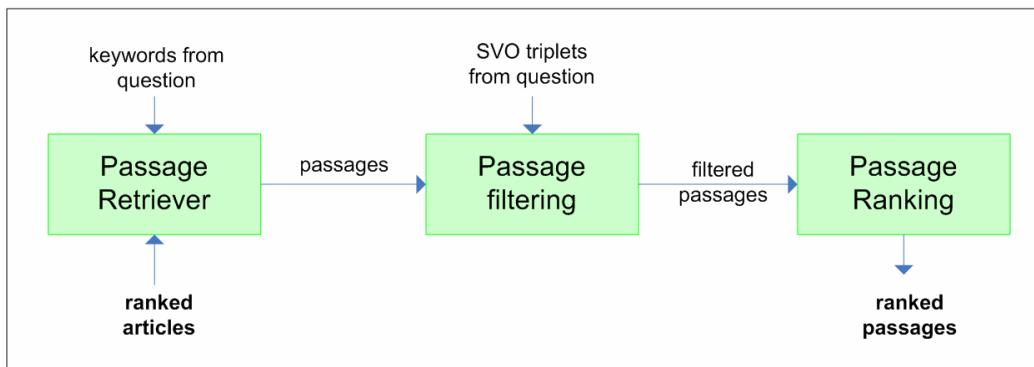 keywords from
question
SVO triplets
from question
Passage
Retriever
passages
Passage
filtering
filtered
passages
Passage
Ranking
ranked
articles
ranked
passages